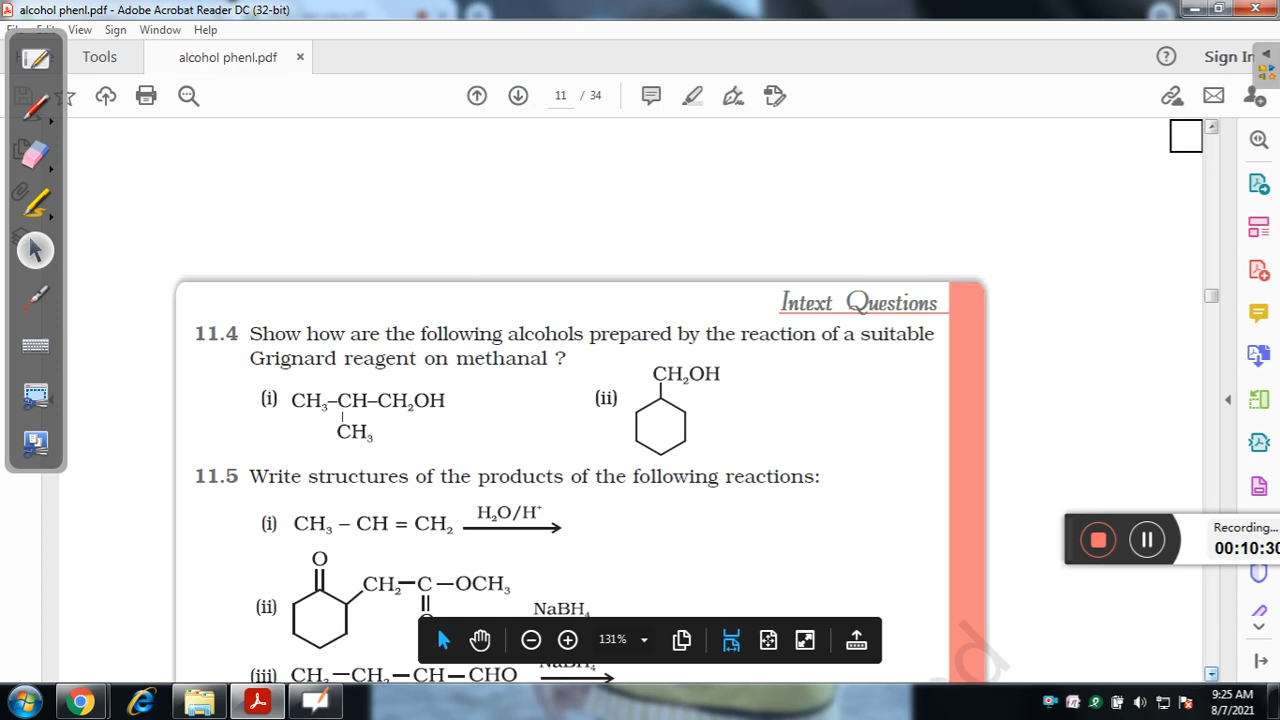 alcohol phenl.pdf - Adobe Acrobat Reader DC (32-bit)
View Sign Window Help
Tools alcohol phenl.pdf × Sign In
11 / 34
Intext Questions
11.4 Show how are the following alcohols prepared by the reaction of a suitable
Grignard reagent on methanal ?
(i) CH₃–CH–CH₂OH
CH₃
(ii) CH₂OH
11.5 Write structures of the products of the following reactions:
(i) CH₃ – CH = CH₂ H₂O/H⁺
(ii) O CH₂–C–OCH₃ NaBH₄
(iii) CH₃–CH₂–CH–CHO NaBH₄
131%
Recording...
00:10:30
9:25 AM
8/7/2021